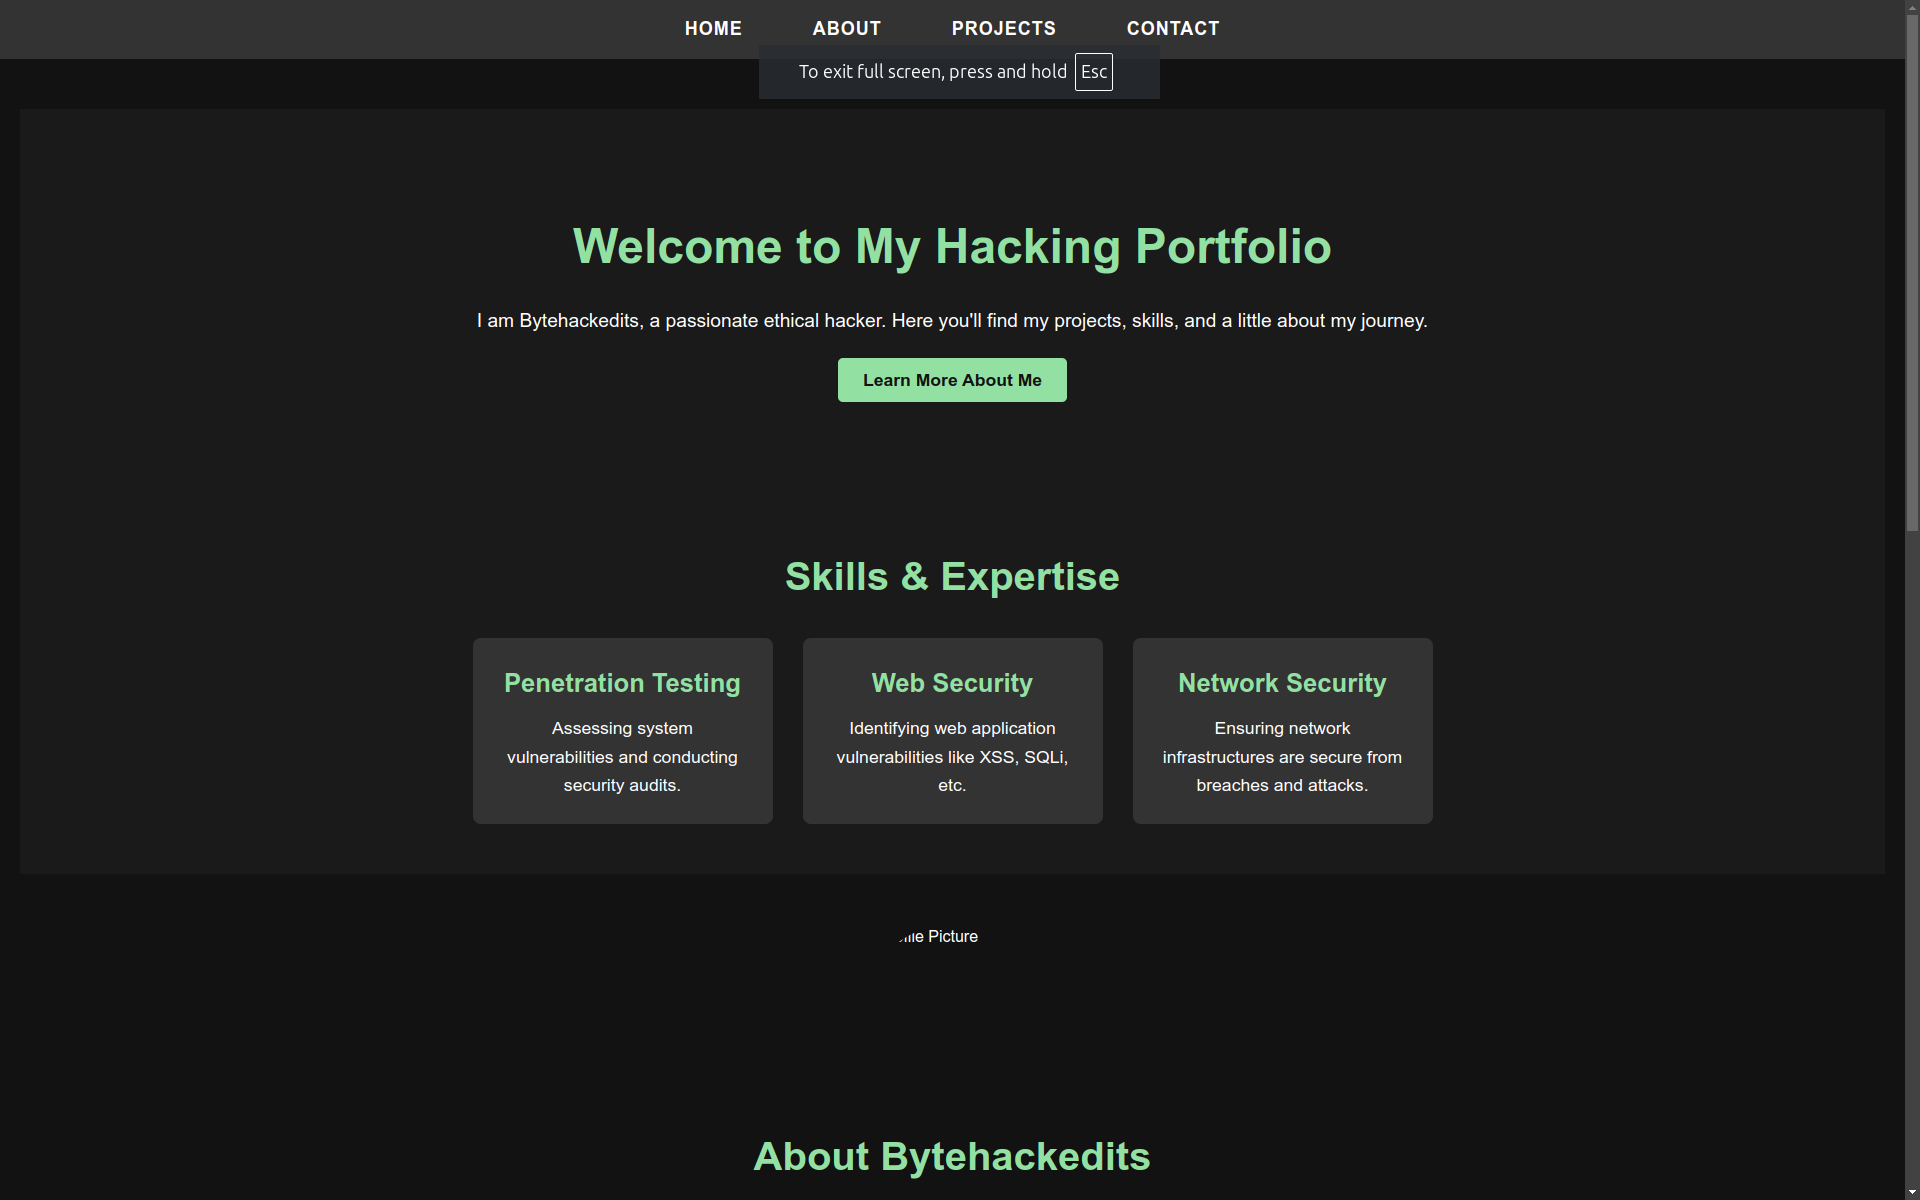 HOME ABOUT PROJECTS CONTACT
To exit full screen, press and hold Esc
Welcome to My Hacking Portfolio
I am Bytehackedits, a passionate ethical hacker. Here you'll find my projects, skills, and a little about my journey.
Learn More About Me
Skills & Expertise
Penetration Testing
Assessing system
vulnerabilities and conducting
security audits.
Web Security
Identifying web application
vulnerabilities like XSS, SQLi,
etc.
Network Security
Ensuring network
infrastructures are secure from
breaches and attacks.
Picture
About Bytehackedits